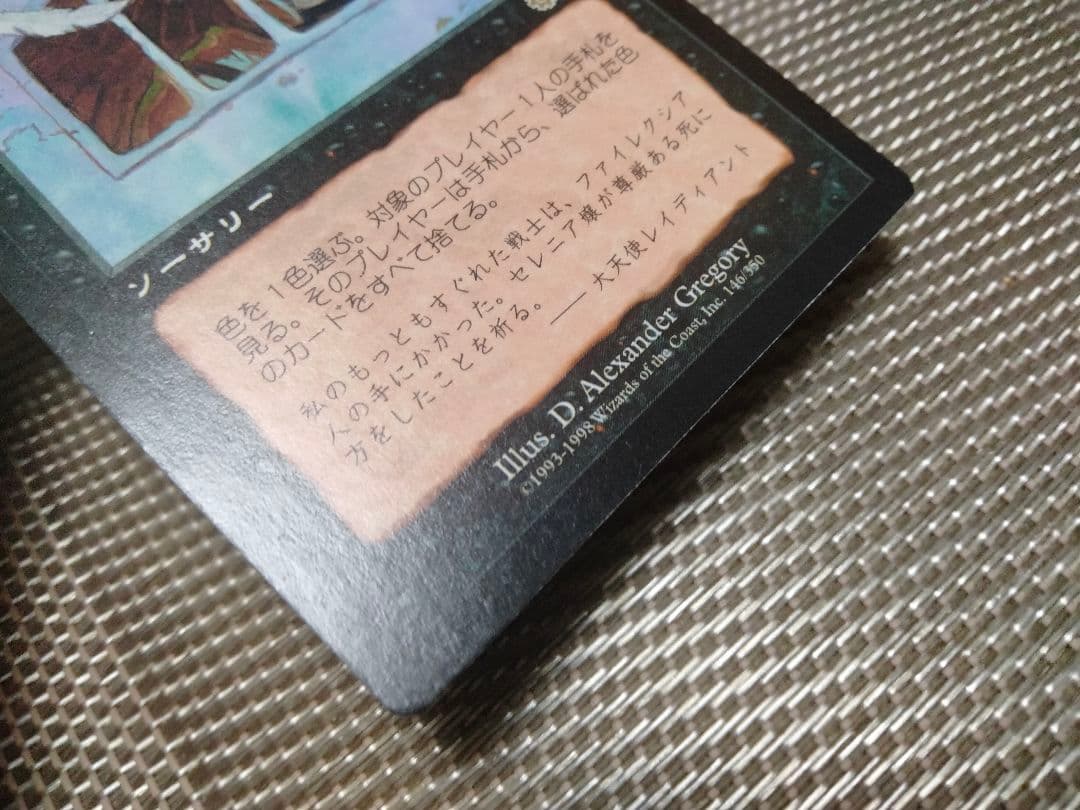 ソーサリー
色を１色選ぶ。対象のプレイヤー１人の手札を
見る。そのプレイヤーは手札から、選ばれた色
のカードをすべて捨てる。
私のもっともすぐれた戦士は、ファイレクシア
人の手にかかった。セレニア嬢が尊厳ある死に
方をしたことを祈る。
── 大天使レイディアント
Illus. D. Alexander Gregory
©1993-1998 Wizards of the Coast, Inc. 146/350